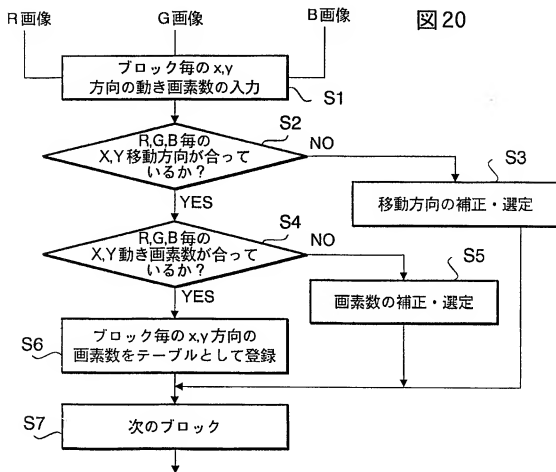 図20
R画像
G画像
B画像
ブロック毎のx,y
方向の動き画素数の入力
S1
S2
R,G,B毎の
X,Y移動方向が合って
いるか？
NO
YES
S3
移動方向の補正・選定
S4
R,G,B毎の
X,Y動き画素数が合って
いるか？
NO
YES
S5
画素数の補正・選定
S6
ブロック毎のx,y方向の
画素数をテーブルとして登録
S7
次のブロック